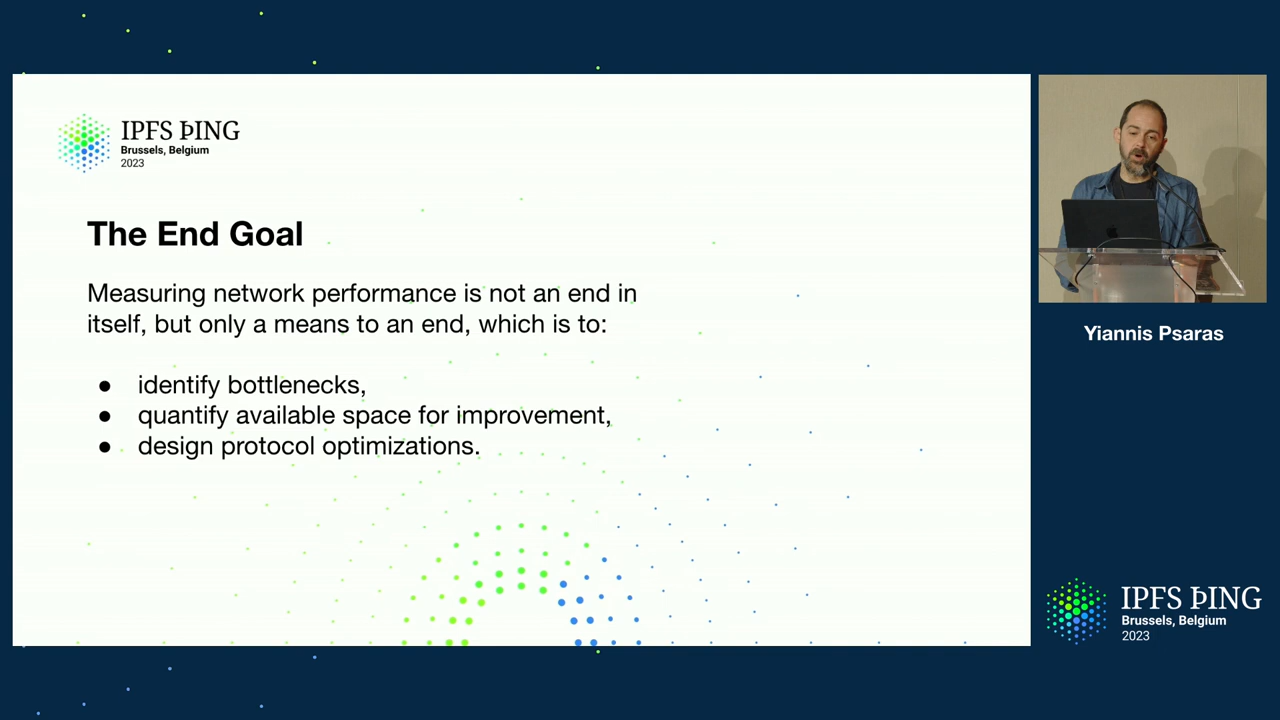 IPFS ÞING
Brussels, Belgium
2023
The End Goal
Measuring network performance is not an end in
itself, but only a means to an end, which is to:
● identify bottlenecks,
● quantify available space for improvement,
● design protocol optimizations.
Yiannis Psaras
IPFS ÞING
Brussels, Belgium
2023